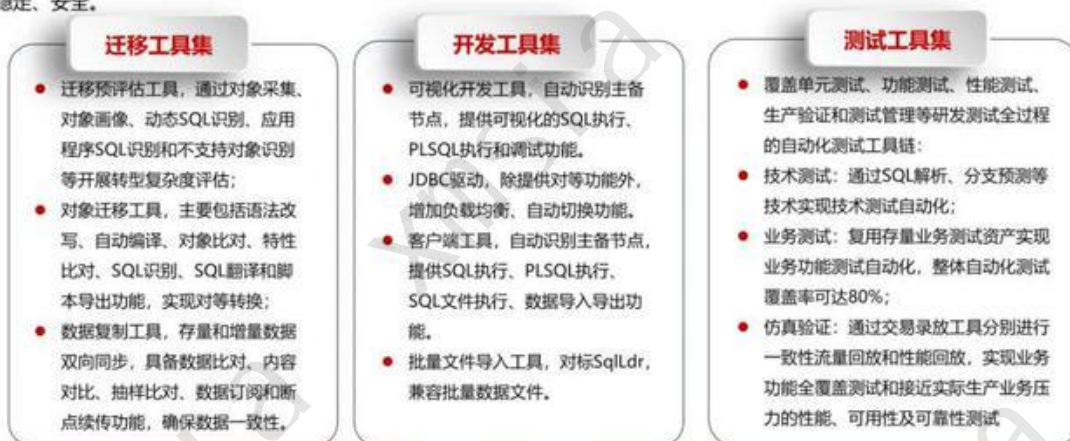 稳定、安全。
迁移工具集
迁移预评估工具，通过对象采集、
对象画像、动态SQL识别、应用
程序SQL识别和不支持对象识别
等开展转型复杂度评估；
对象迁移工具，主要包括语法改
写、自动编译、对象比对、特性
比对、SQL识别、SQL翻译和脚
本导出功能，实现对等转换；
数据复制工具，存量和增量数据
双向同步，具备数据比对、内容
对比、抽样比对、数据订阅和断
点续传功能，确保数据一致性。
开发工具集
可视化开发工具，自动识别主备
节点，提供可视化的SQL执行、
PLSQL执行和调试功能。
JDBC驱动，除提供对等功能外，
增加负载均衡、自动切换功能。
客户端工具，自动识别主备节点，
提供SQL执行、PLSQL执行、
SQL文件执行、数据导入导出功
能。
批量文件导入工具，对标SqlLdr，
兼容批量数据文件。
测试工具集
覆盖单元测试、功能测试、性能测试、
生产验证和测试管理等研发测试全过程
的自动化测试工具链：
技术测试：通过SQL解析、分支预测等
技术实现技术测试自动化；
业务测试：复用存量业务测试资产实现
业务功能测试自动化，整体自动化测试
覆盖率可达80%；
仿真验证：通过交易录放工具分别进行
一致性流量回放和性能回放，实现业务
功能全覆盖测试和接近实际生产业务压
力的性能、可用性及可靠性测试